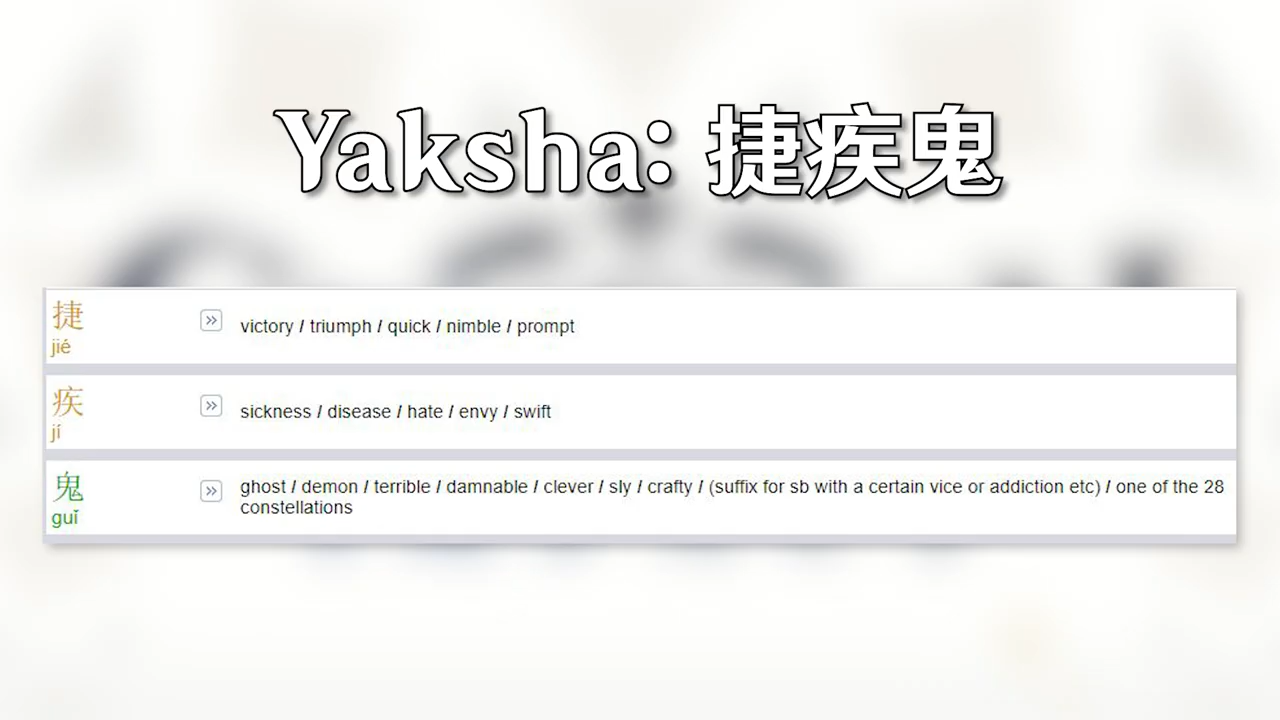 Yaksha: 捷疾鬼
捷
jié
» victory / triumph / quick / nimble / prompt
疾
jí
» sickness / disease / hate / envy / swift
鬼
guǐ
» ghost / demon / terrible / damnable / clever / sly / crafty / (suffix for sb with a certain vice or addiction etc) / one of the 28
constellations